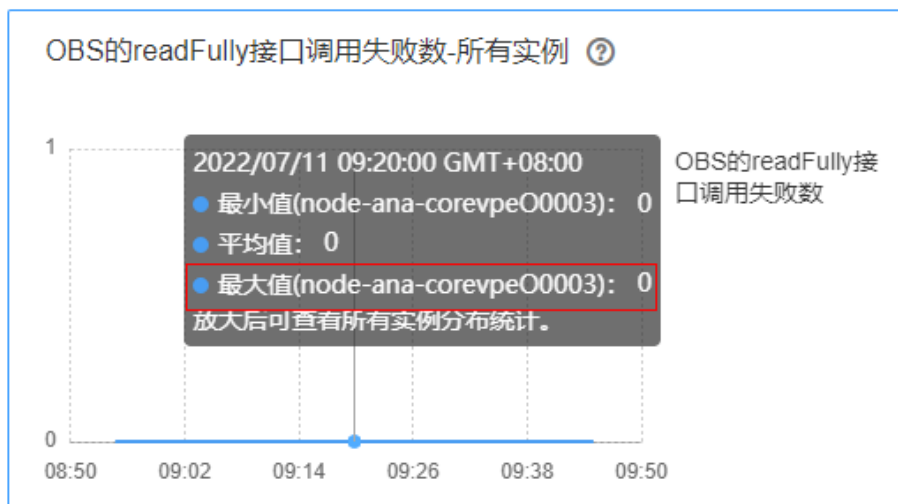 OBS的readFully接口调用失败数-所有实例 ?
1
2022/07/11 09:20:00 GMT+08:00
最小值(node-ana-corevpeO0003)： 0
平均值： 0
最大值(node-ana-corevpeO0003)： 0
放大后可查看所有实例分布统计。
OBS的readFully接
口调用失败数
0
08:50 09:02 09:14 09:26 09:38 09:50